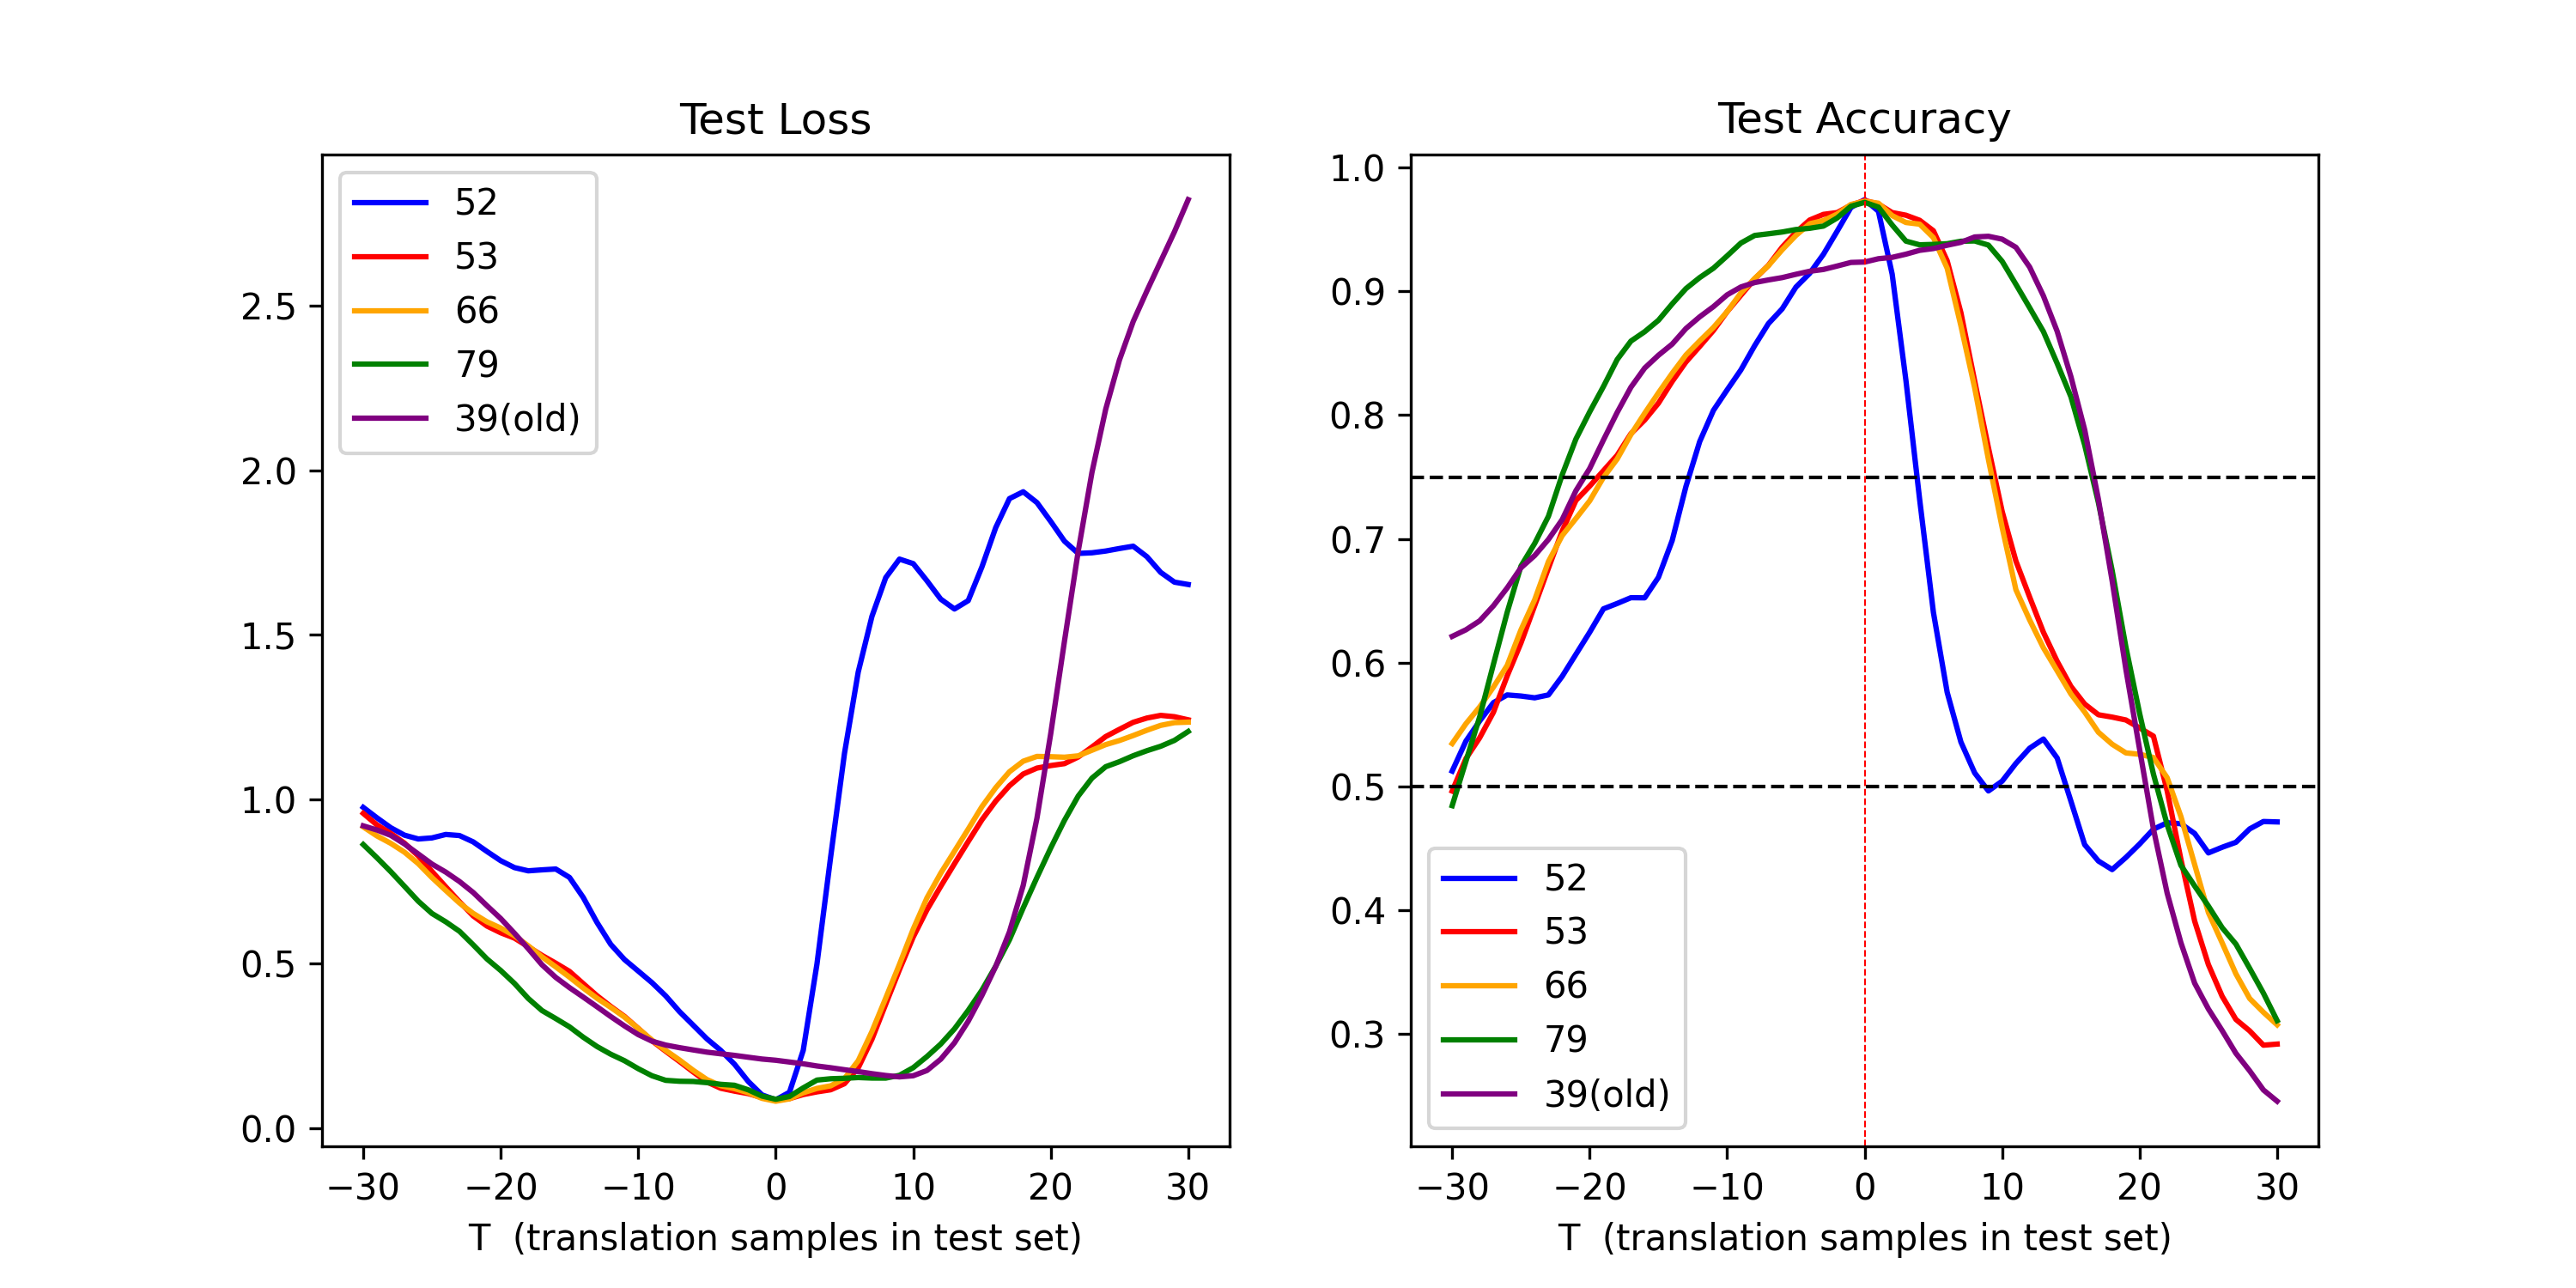 Test Loss
52
53
66
79
39(old)
2.5
2.0
1.5
1.0
0.5
0.0
−30 −20 −10 0 10 20 30
T (translation samples in test set)
Test Accuracy
1.0
0.9
0.8
0.7
0.6
0.5
0.4
0.3
52
53
66
79
39(old)
−30 −20 −10 0 10 20 30
T (translation samples in test set)